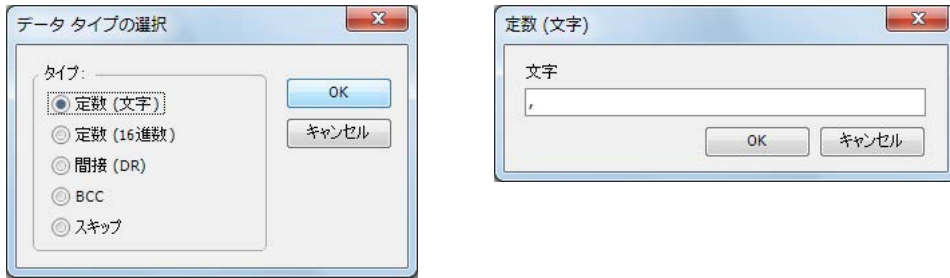 データ タイプの選択
タイプ:
定数 (文字)
定数 (16進数)
間接 (DR)
BCC
スキップ
OK
キャンセル
定数 (文字)
文字
,
OK
キャンセル